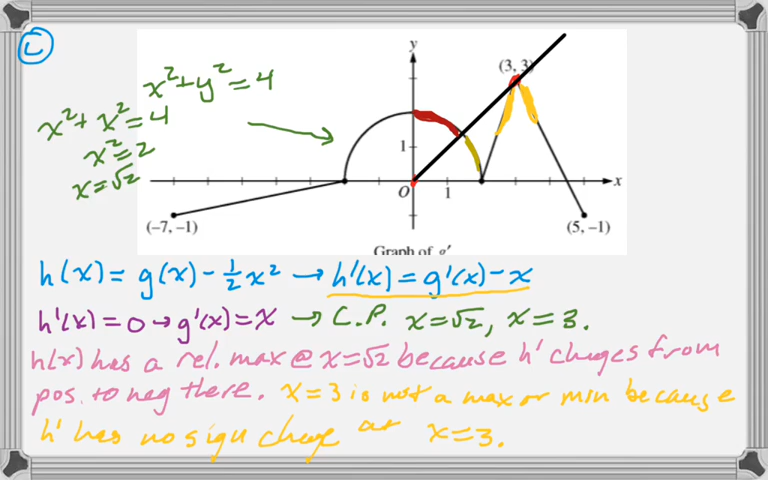 C
y
(3, 3)
x² + y² = 4
x² + x² = 4
x² = 2
x = √2
1
O
1
x
(-7, -1)
(5, -1)
Graph of g'
h(x) = g(x) - ½x² → h'(x) = g'(x) - x
h'(x) = 0 → g'(x) = x → C.P. x = √2, x = 3.
h(x) has a rel. max @ x = √2 because h' changes from
pos. to neg there. x = 3 is not a max or min because
h' has no sign change at x = 3.